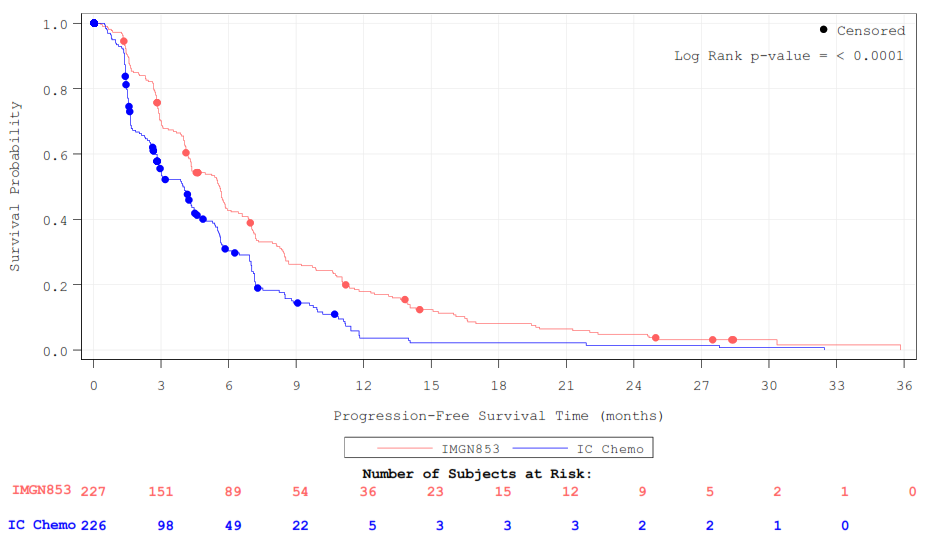 1.0
Censored
Log Rank p-value = < 0.0001
0.8
0.6
0.4
0.2
0.0
Survival Probability
0 3 6 9 12 15 18 21 24 27 30 33 36
Progression-Free Survival Time (months)
IMGN853 IC Chemo
Number of Subjects at Risk:
IMGN853 227 151 89 54 36 23 15 12 9 5 2 1 0
IC Chemo 226 98 49 22 5 3 3 3 2 2 1 0